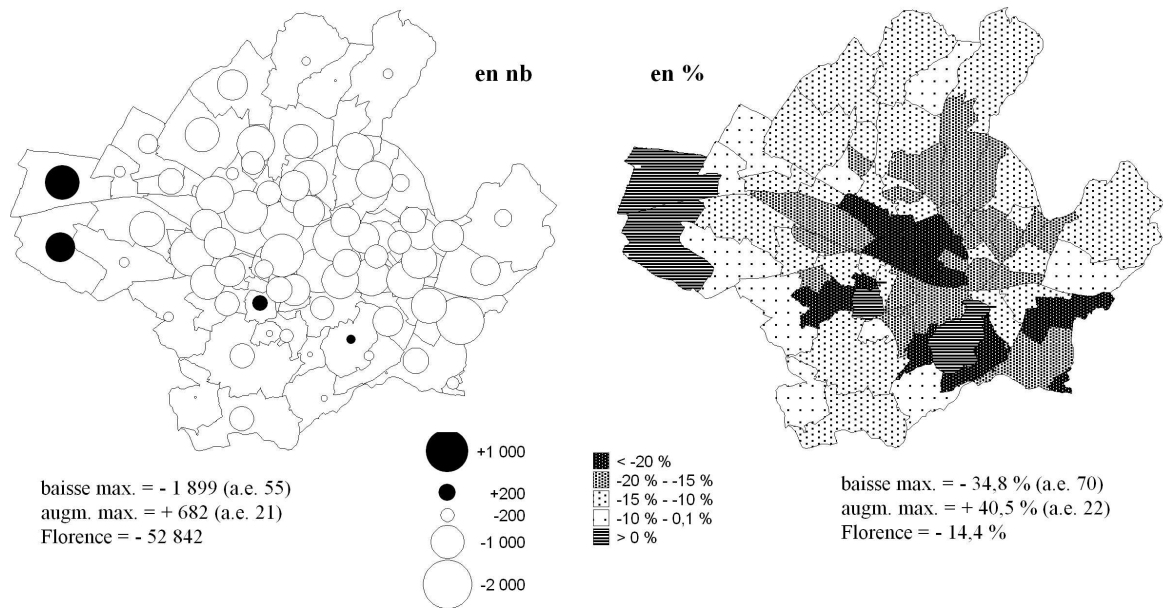 en nb
en %
+1 000
+200
-200
-1 000
-2 000
< -20 %
-20 % - -15 %
-15 % - -10 %
-10 % - 0,1 %
> 0 %
baisse max. = - 1 899 (a.e. 55)
augm. max. = + 682 (a.e. 21)
Florence = - 52 842
baisse max. = - 34,8 % (a.e. 70)
augm. max. = + 40,5 % (a.e. 22)
Florence = - 14,4 %